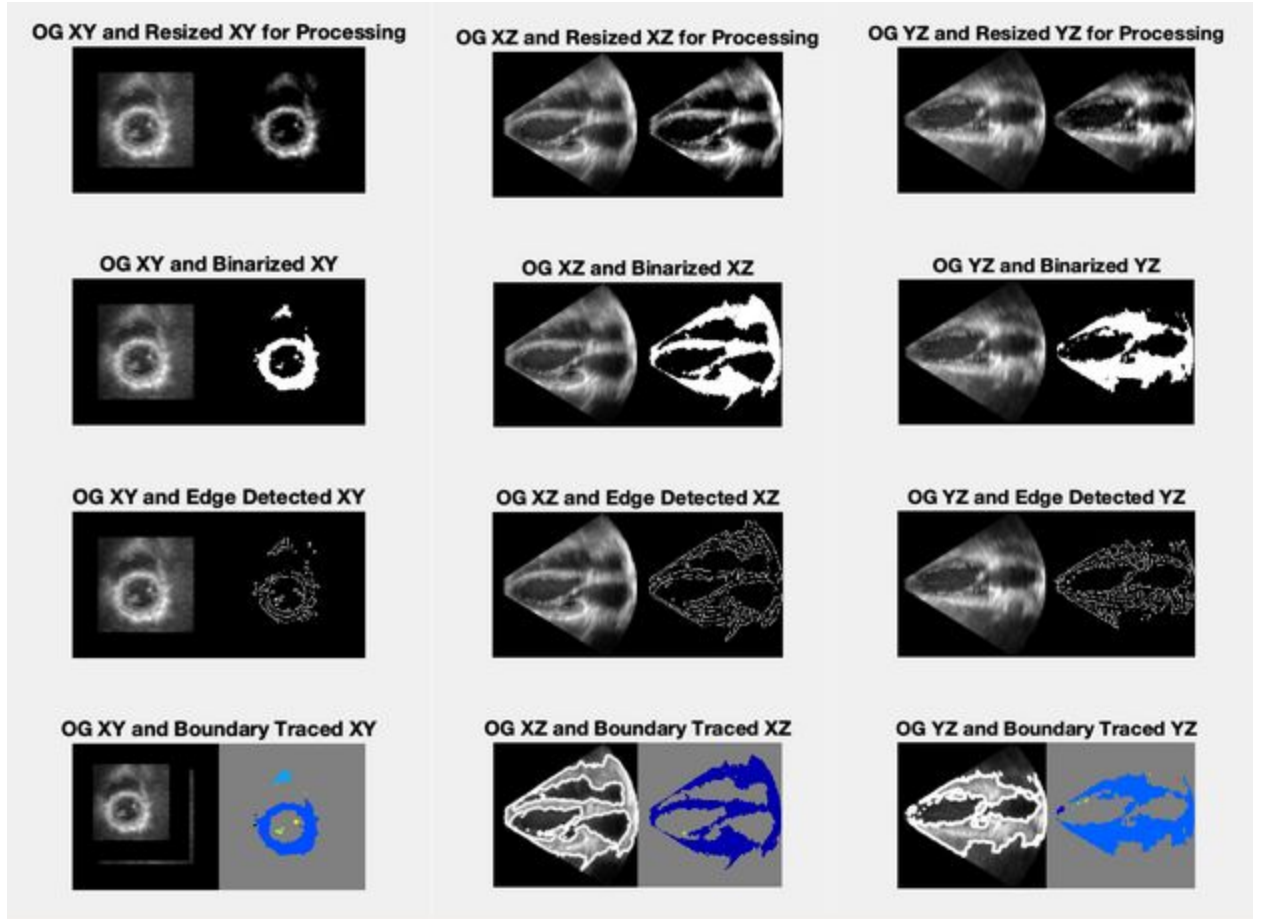 OG XY and Resized XY for Processing
OG XZ and Resized XZ for Processing
OG YZ and Resized YZ for Processing
OG XY and Binarized XY
OG XZ and Binarized XZ
OG YZ and Binarized YZ
OG XY and Edge Detected XY
OG XZ and Edge Detected XZ
OG YZ and Edge Detected YZ
OG XY and Boundary Traced XY
OG XZ and Boundary Traced XZ
OG YZ and Boundary Traced YZ